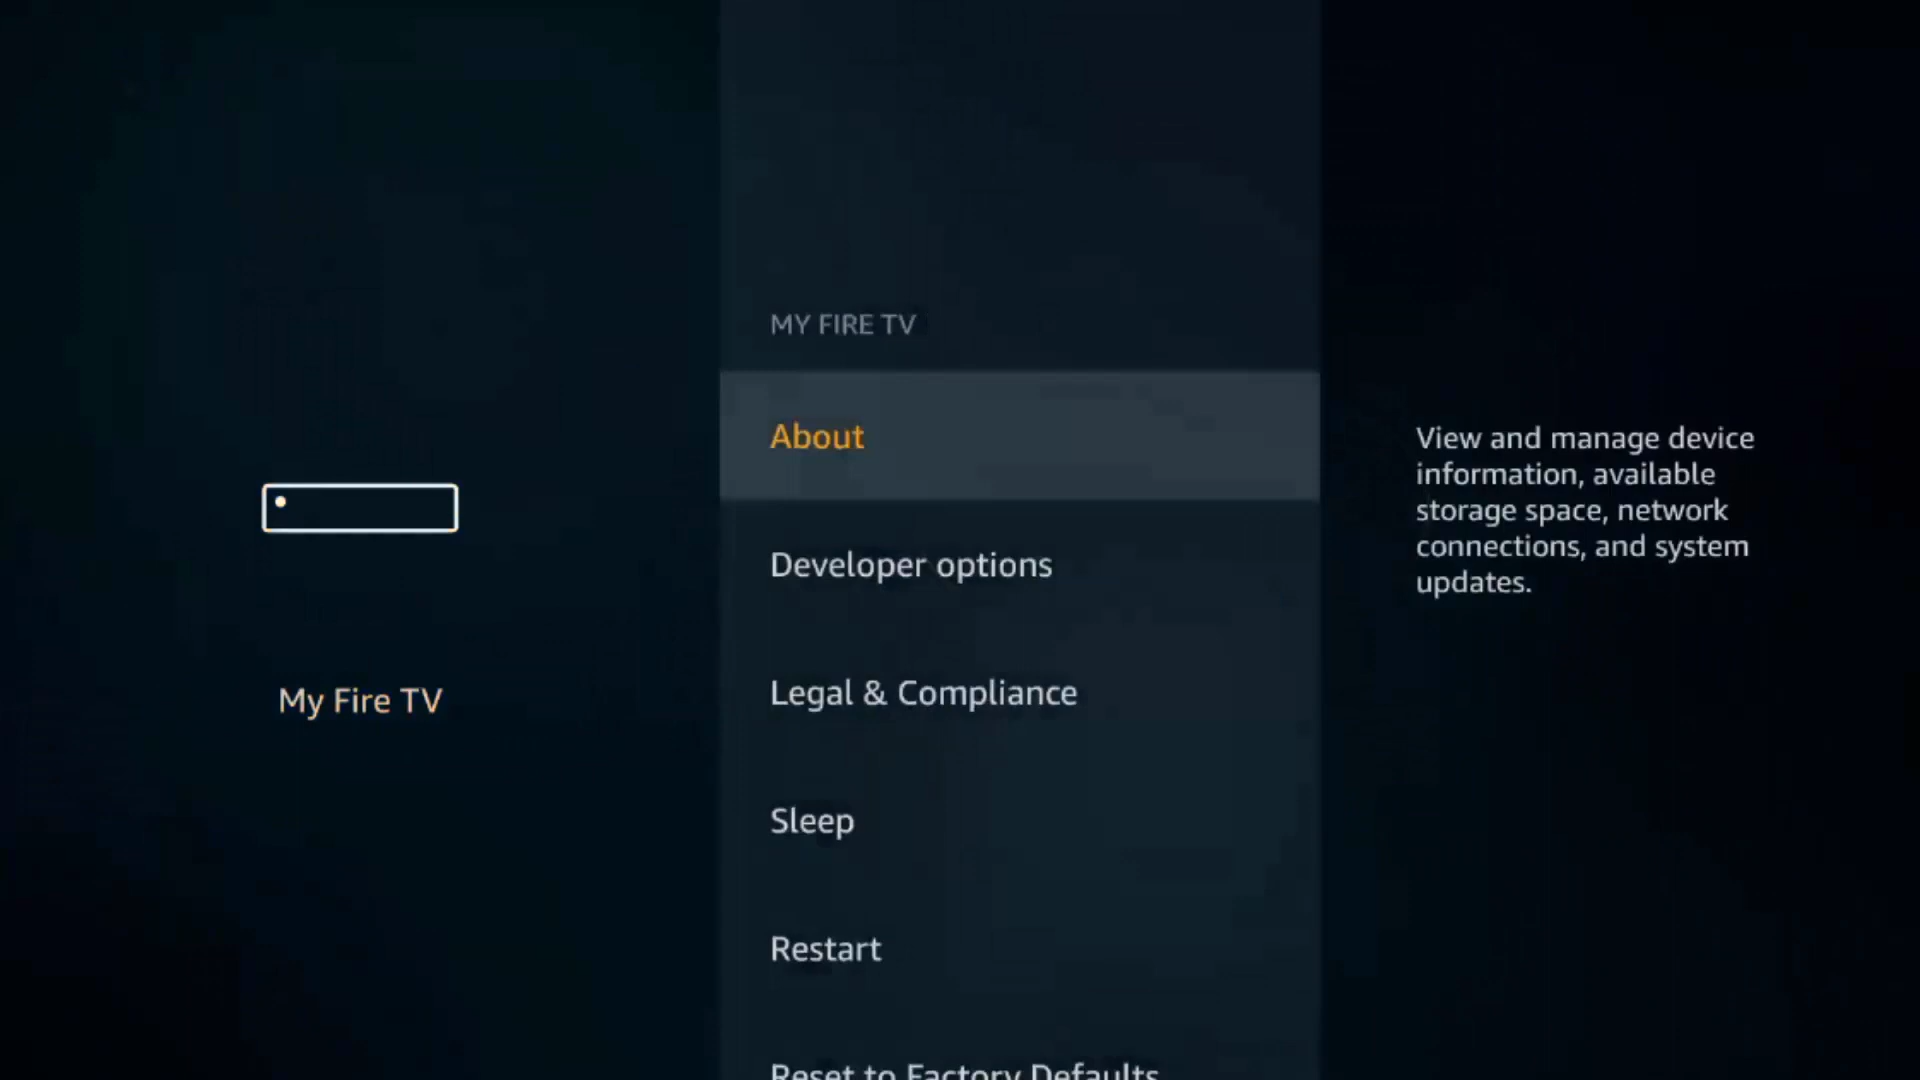 MY FIRE TV
About
Developer options
Legal & Compliance
Sleep
Restart
Reset to Factory Defaults
My Fire TV
View and manage device
information, available
storage space, network
connections, and system
updates.